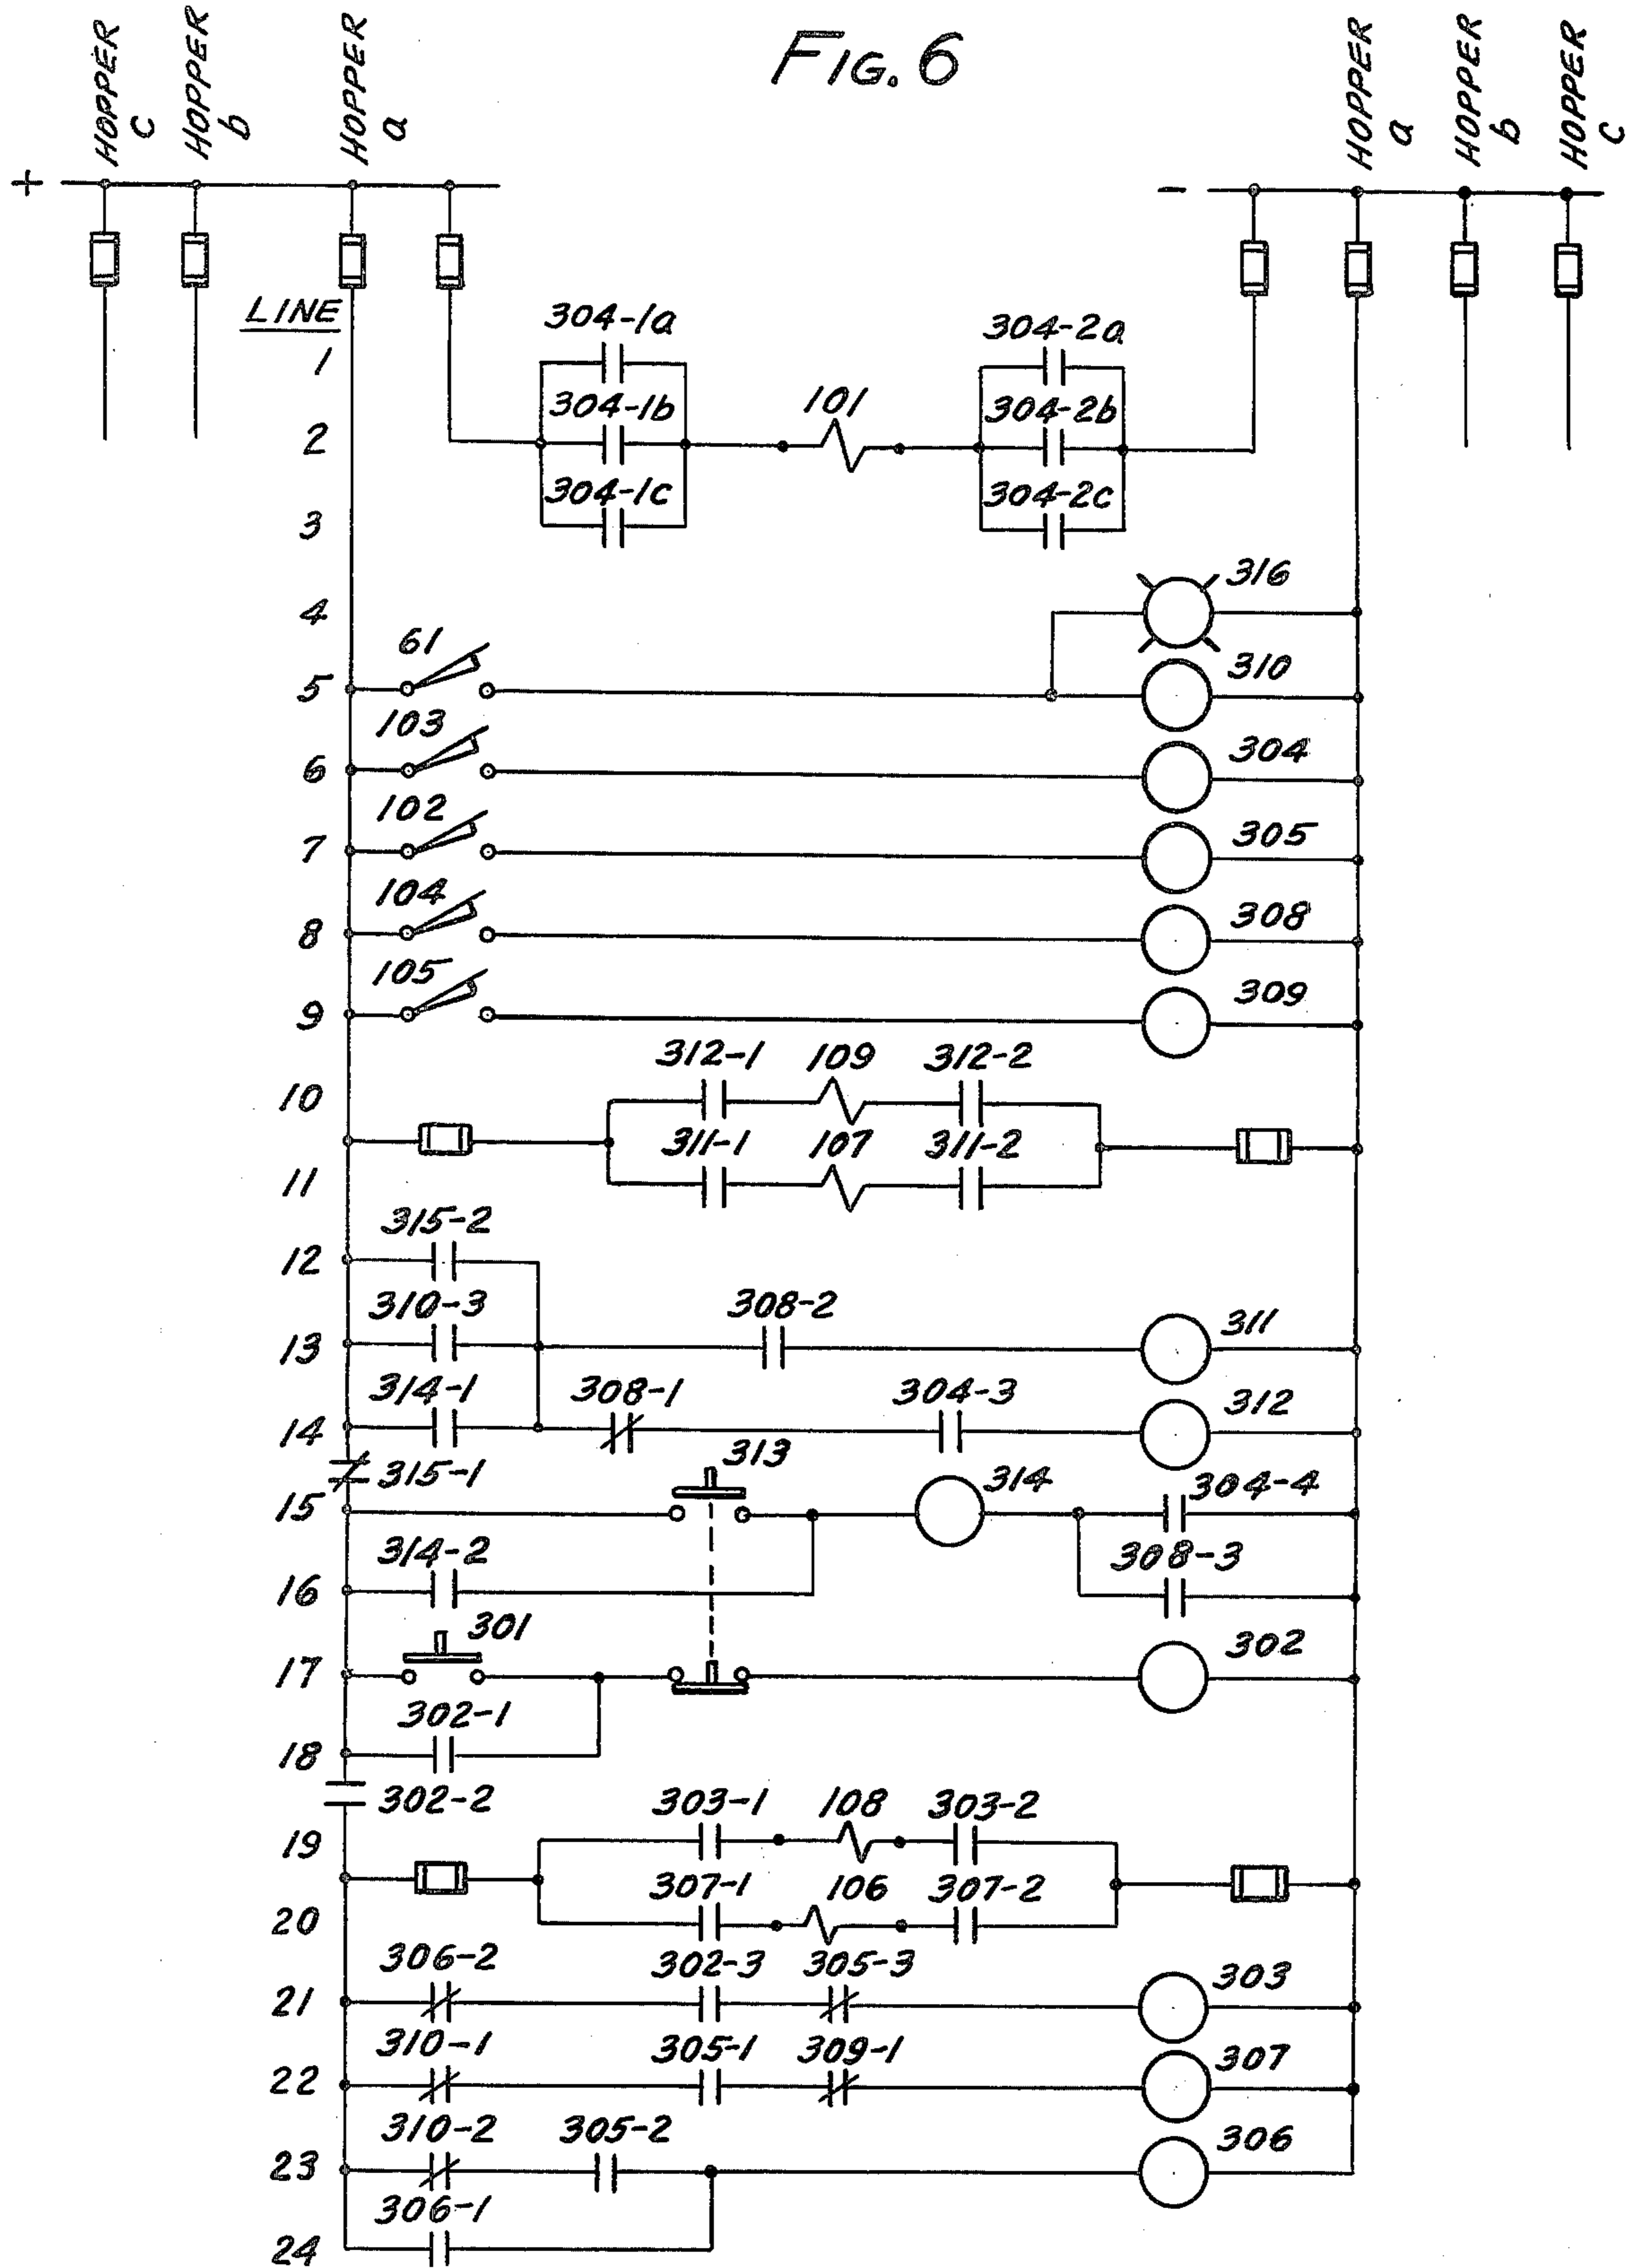 FIG. 6
HOPPER c
HOPPER b
HOPPER a
HOPPER a
HOPPER b
HOPPER c
+
-
LINE
304-1a
304-2a
1
304-1b
101
304-2b
2
304-1c
304-2c
3
316
4
61
310
5
103
304
6
102
305
7
104
308
8
105
309
9
312-1 109 312-2
10
311-1 107 311-2
11
315-2
12
310-3 308-2 311
13
314-1 308-1 304-3 312
14
315-1 313 314 304-4
15
314-2 308-3
16
301 302
17
302-1
18
302-2
303-1 108 303-2
19
307-1 106 307-2
20
306-2 302-3 305-3 303
21
310-1 305-1 309-1 307
22
310-2 305-2 306
23
306-1
24